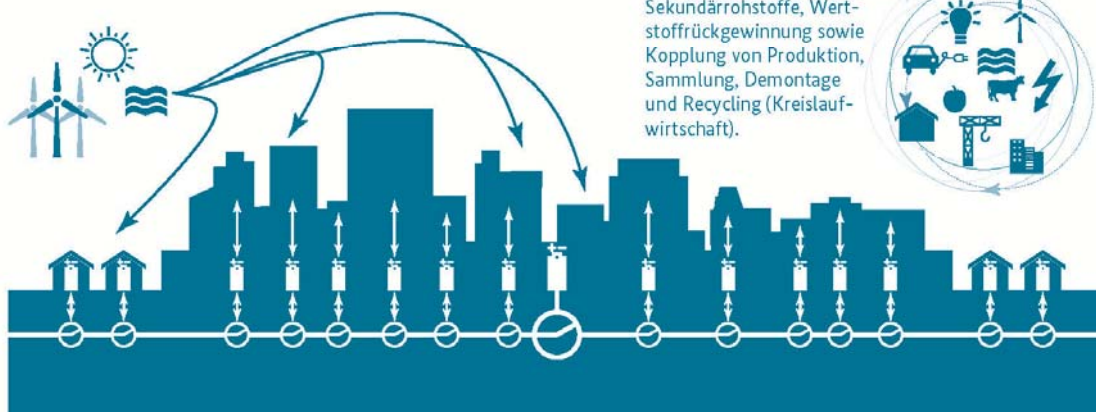 Sekundärrohstoffe, Wert-
stoffrückgewinnung sowie
Kopplung von Produktion,
Sammlung, Demontage
und Recycling (Kreislauf-
wirtschaft).